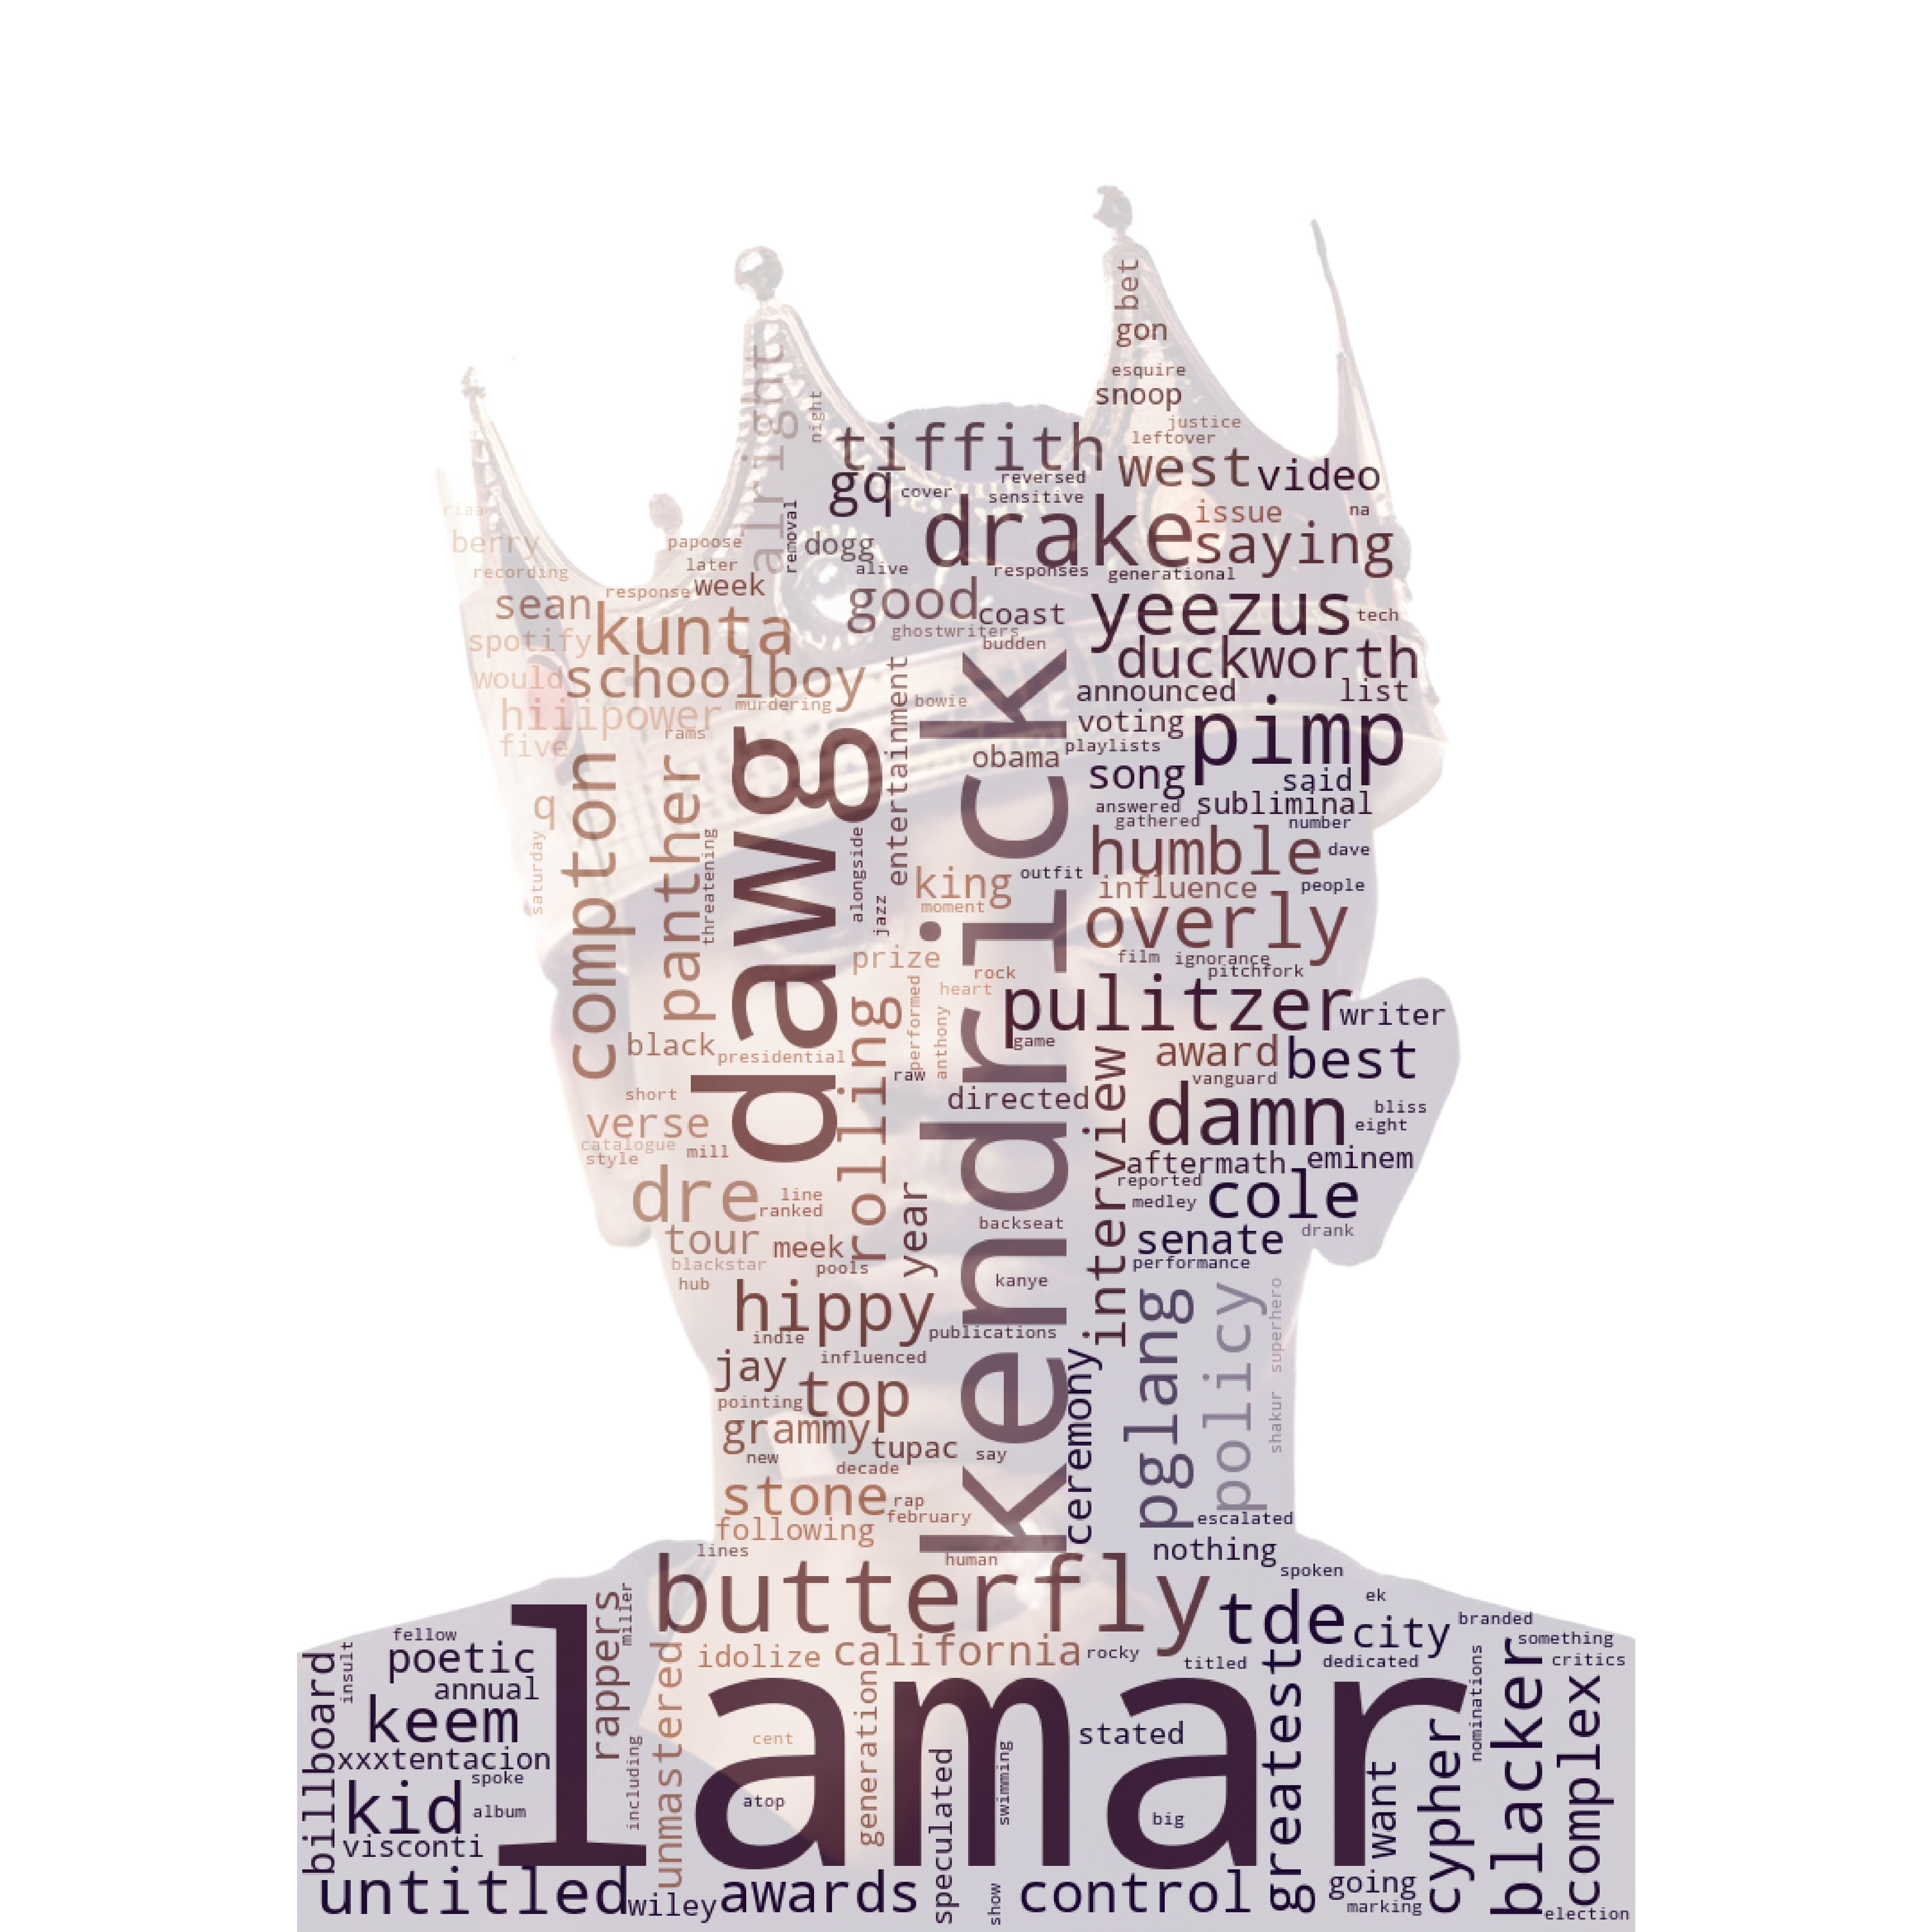 bet
gon
esquire
snoop
justice
leftover
alright
night
tiffith
west
video
gq
cover
reversed
sensitive
riaa
drake
issue
na
berry
papoose
removal
dogg
saying
recording
later
alive
responses
generational
week
response
sean
kunta
good
coast
yeezus
tech
spotify
ghostwriters
budden
duckworth
would
schoolboy
entertainment
kendrick
announced
list
hiiipower
murdering
bowie
voting
pimp
five
rams
dawg
obama
playlists
compton
panther
song
said
q
answered
subliminal
gathered
number
saturday
threatening
alongside
humble
dave
king
outfit
influence
people
moment
jazz
overly
prize
film
ignorance
rock
pitchfork
heart
performed
rolling
pulitzer
writer
anthony
game
black
presidential
interview
award
best
raw
vanguard
short
directed
damn
bliss
verse
eight
catalogue
mill
style
aftermath
eminem
dre
line
year
reported
cole
ranked
medley
tour
meek
backseat
senate
drank
blackstar
pools
performance
hub
kanye
pglang
policy
superhero
hippy
indie
publications
jay
influenced
ceremony
top
pointing
shakur
grammy
tupac
say
new
decade
stone
rap
february
following
escalated
lines
human
nothing
spoken
butterfly
rappers
miller
tde
ek
fellow
city
branded
poetic
insult
billboard
unmastered
idolize
california
rocky
titled
dedicated
something
critics
annual
lamar
generation
greatest
nominations
blacker
complex
keem
cent
stated
xxxtentacion
including
speculated
swimming
want
cypher
spoke
kid
album
atop
big
visconti
untitled
wiley
awards
show
control
going
marking
election